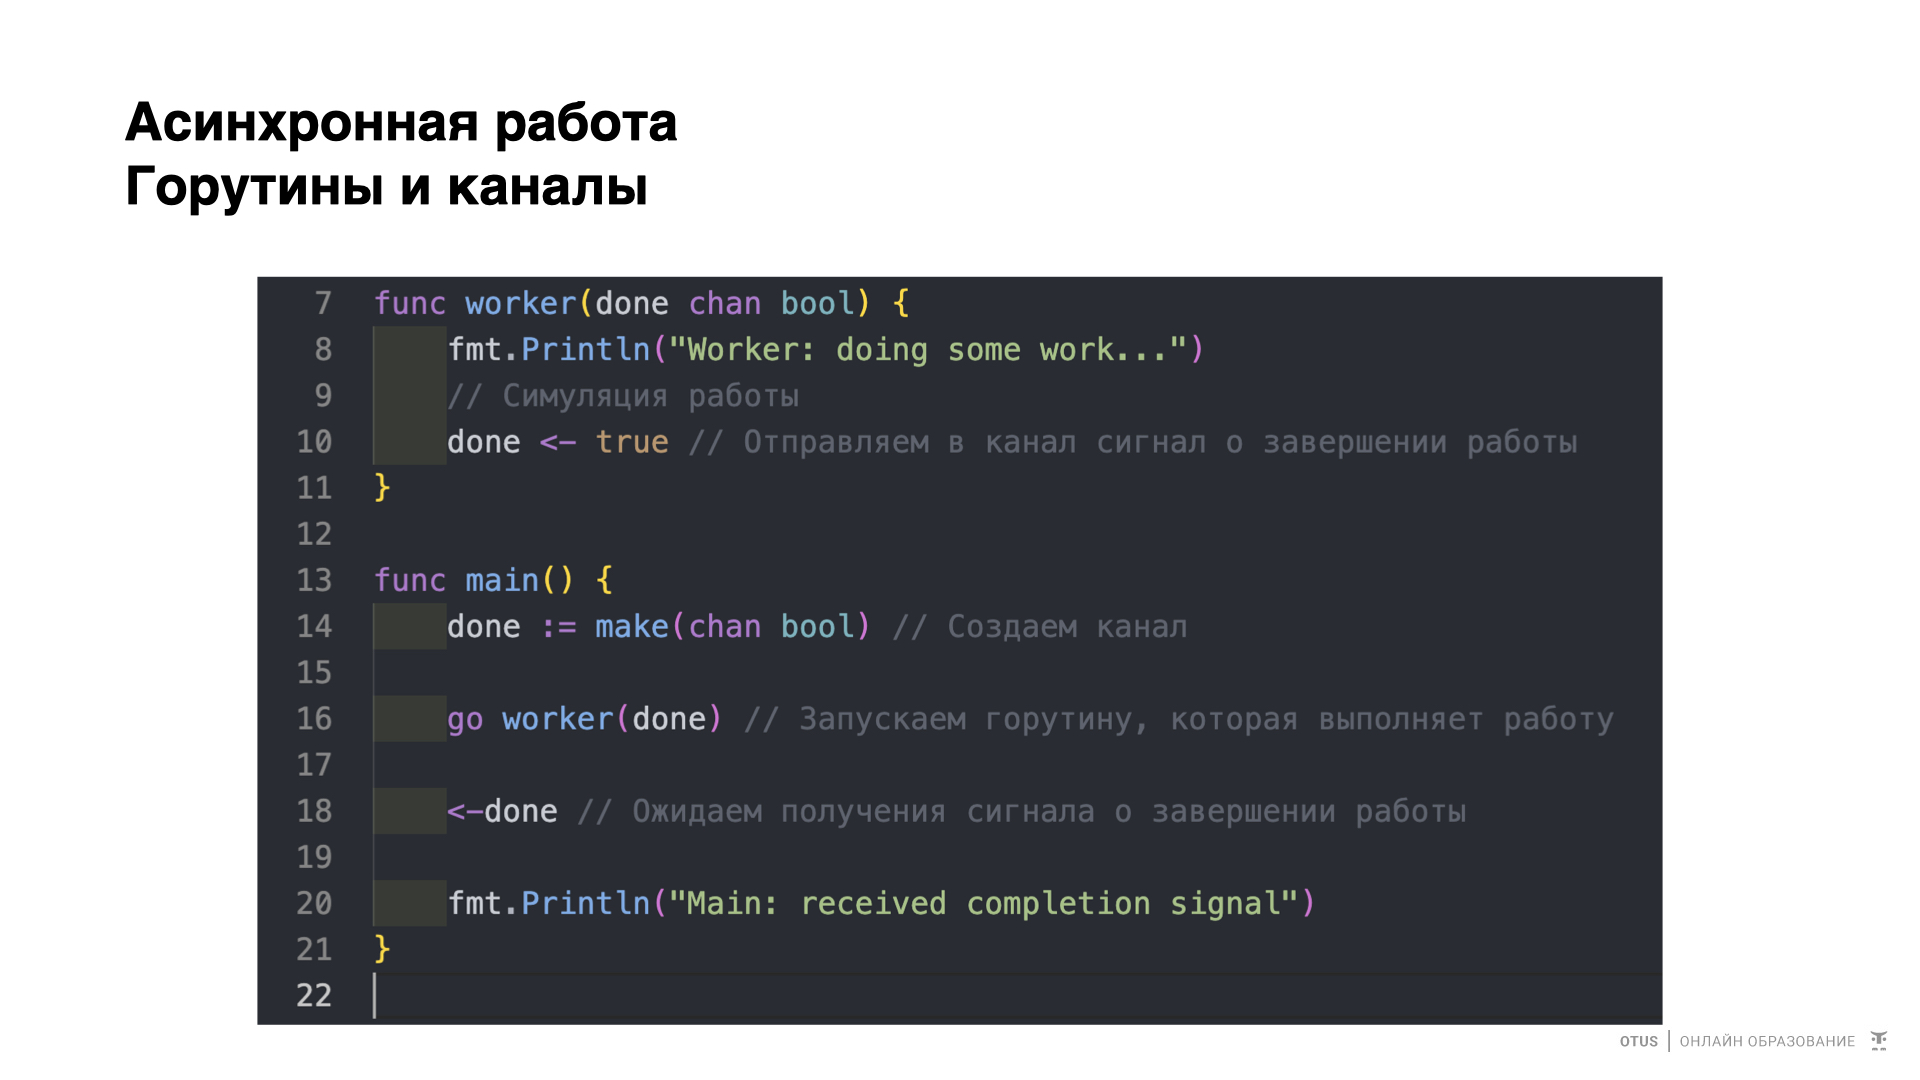 Асинхронная работа
Горутины и каналы
7 func worker(done chan bool) {
8 fmt.Println("Worker: doing some work...")
9 // Симуляция работы
10 done <- true // Отправляем в канал сигнал о завершении работы
11 }
12
13 func main() {
14 done := make(chan bool) // Создаем канал
15
16 go worker(done) // Запускаем горутину, которая выполняет работу
17
18 <-done // Ожидаем получения сигнала о завершении работы
19
20 fmt.Println("Main: received completion signal")
21 }
22
OTUS | ОНЛАЙН ОБРАЗОВАНИЕ